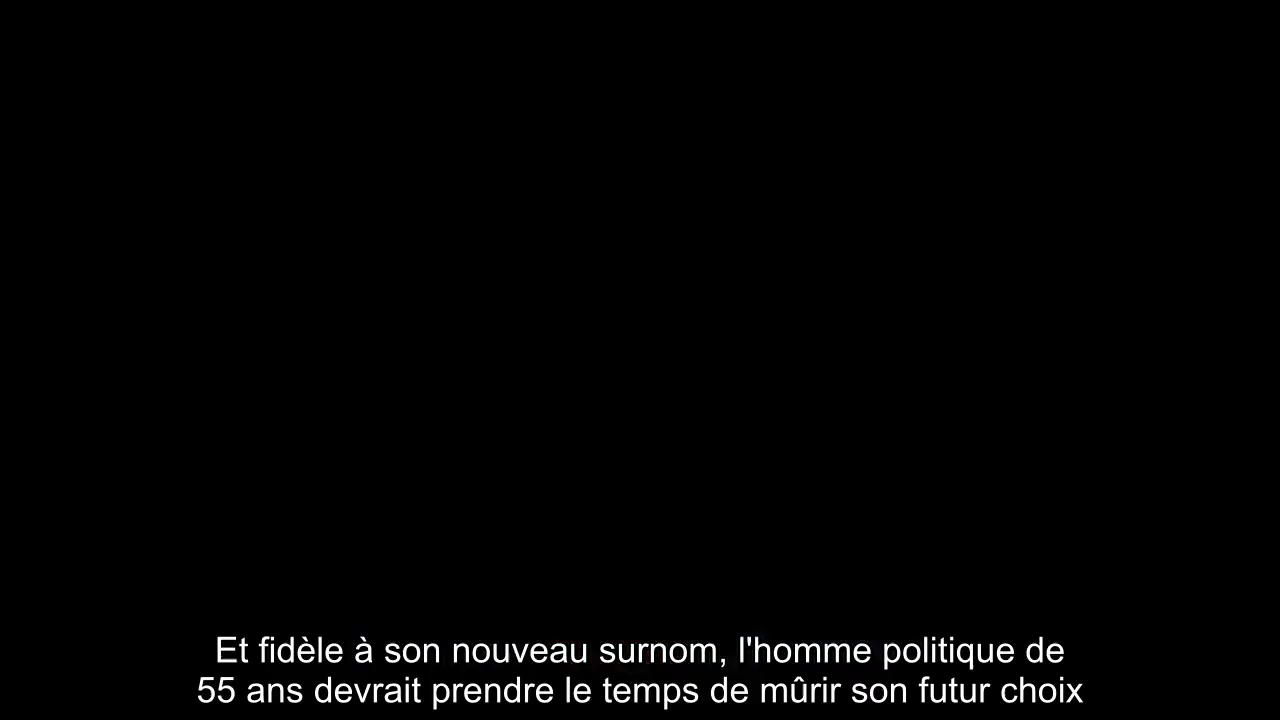 Et fidèle à son nouveau surnom, l'homme politique de
55 ans devrait prendre le temps de mûrir son futur choix